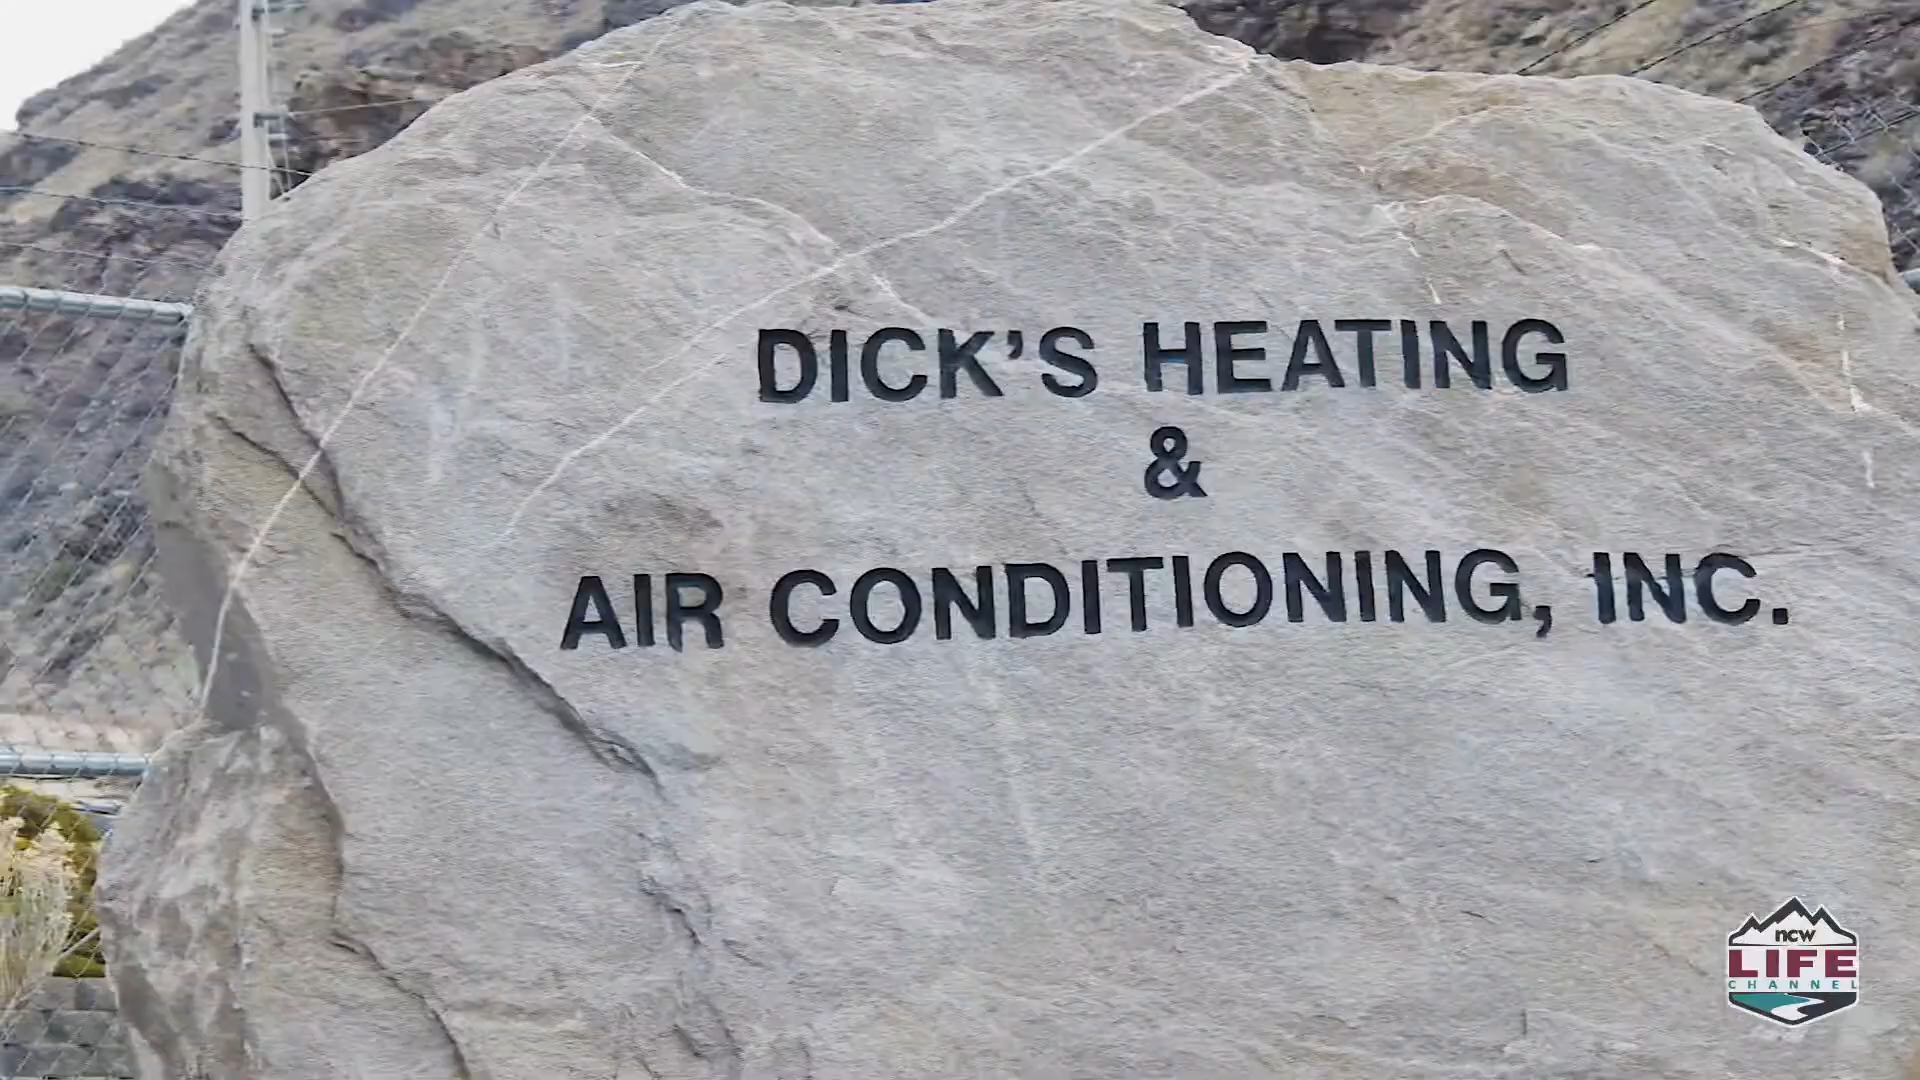 DICK'S HEATING
&
AIR CONDITIONING, INC.
ncw
LIFE
CHANNEL